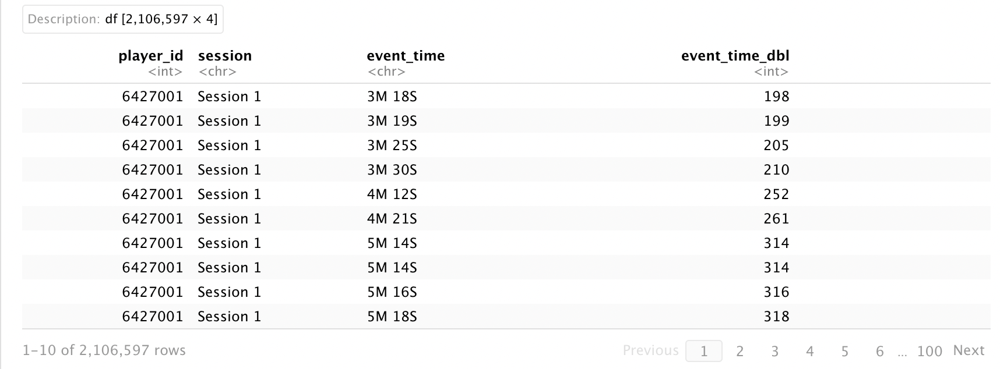 Description: df [2,106,597 × 4]
player_id session event_time event_time_dbl
<int> <chr> <chr> <int>
6427001 Session 1 3M 18S 198
6427001 Session 1 3M 19S 199
6427001 Session 1 3M 25S 205
6427001 Session 1 3M 30S 210
6427001 Session 1 4M 12S 252
6427001 Session 1 4M 21S 261
6427001 Session 1 5M 14S 314
6427001 Session 1 5M 14S 314
6427001 Session 1 5M 16S 316
6427001 Session 1 5M 18S 318
1–10 of 2,106,597 rows Previous 1 2 3 4 5 6 ... 100 Next